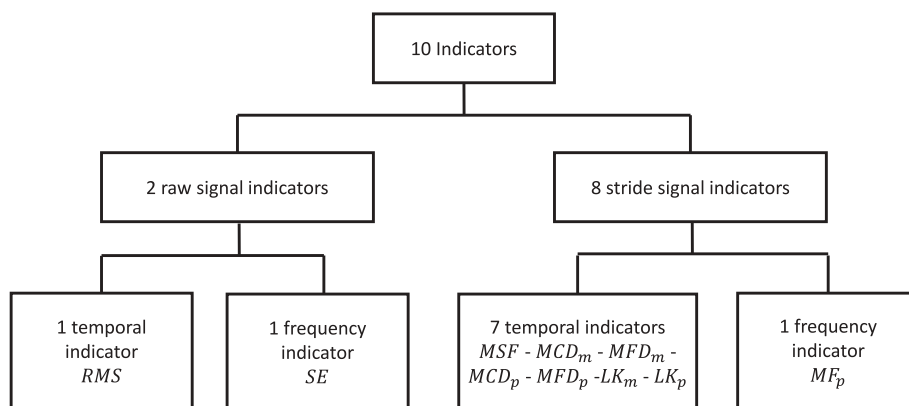 10 Indicators
2 raw signal indicators
8 stride signal indicators
1 temporal
indicator
RMS
1 frequency
indicator
SE
7 temporal indicators
MSF - MCDₘ - MFDₘ -
MCDₚ - MFDₚ -LKₘ - LKₚ
1 frequency
indicator
MFₚ